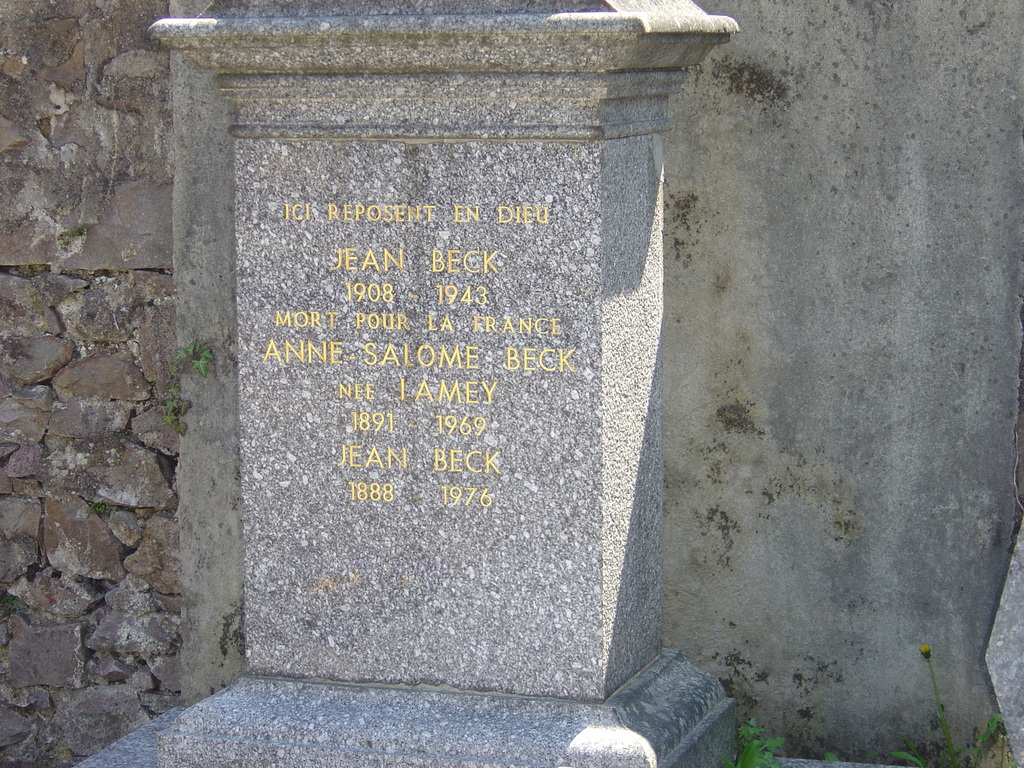 ICI REPOSENT EN DIEU
JEAN BECK
1908 - 1943
MORT POUR LA FRANCE
ANNE-SALOME BECK
NEE LAMEY
1891 - 1969
JEAN BECK
1888 - 1976